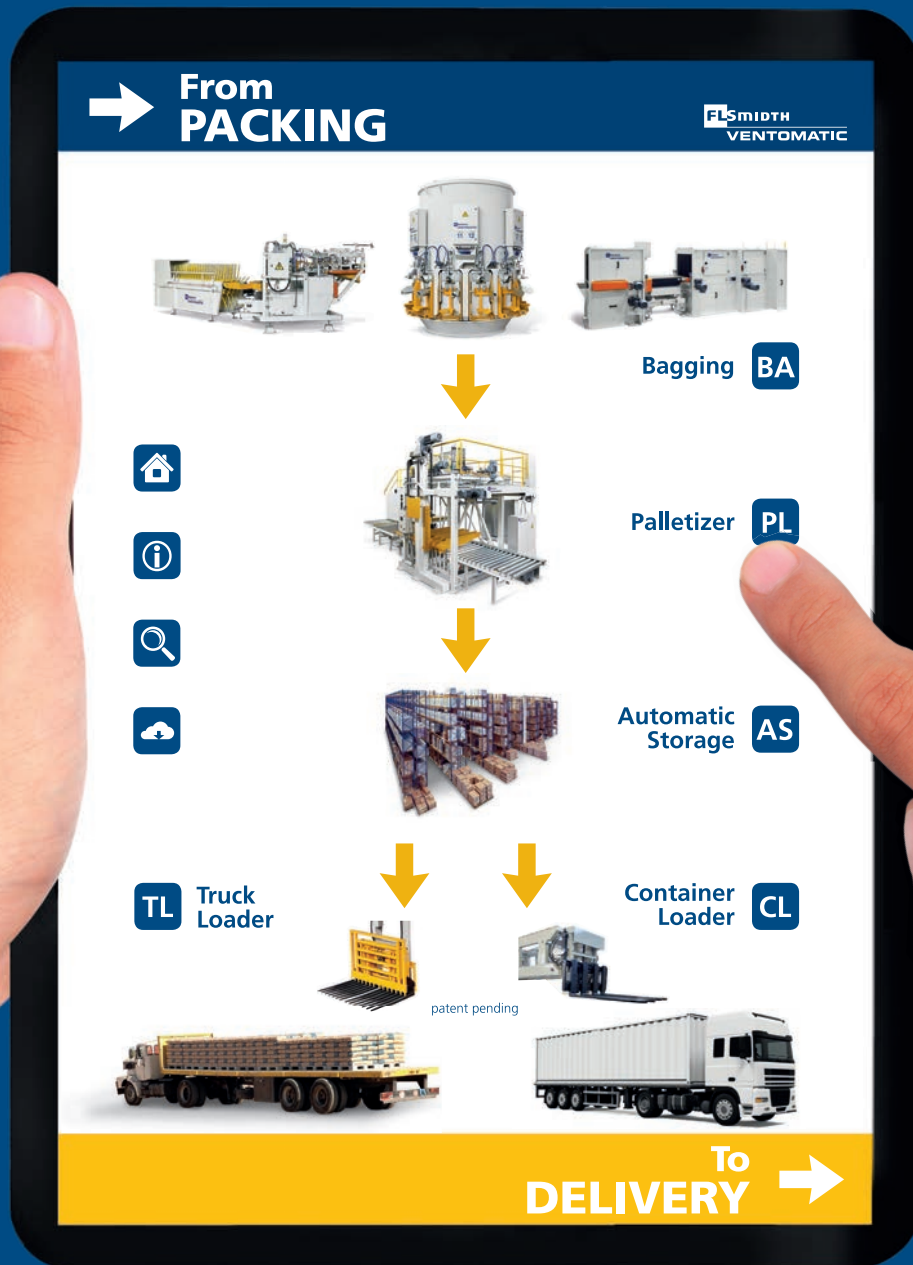 From
PACKING
FLSMIDTH
VENTOMATIC
Bagging BA
Palletizer PL
Automatic
Storage
AS
TL
Truck
Loader
Container
Loader
CL
patent pending
To
DELIVERY